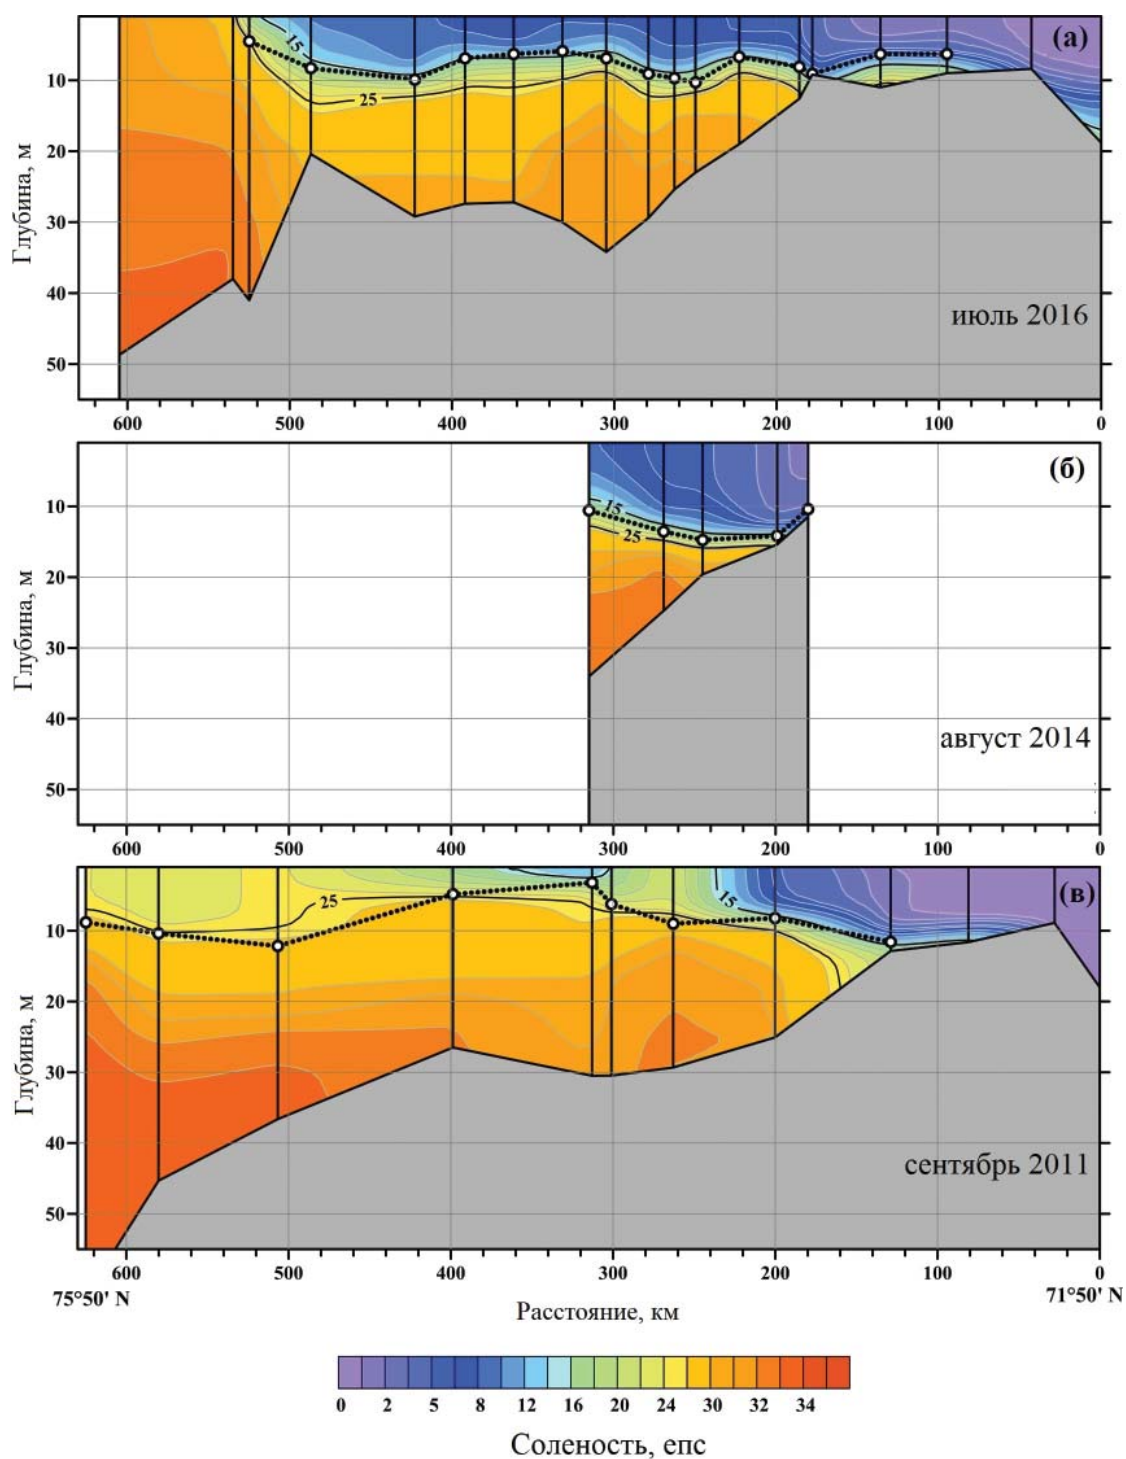 (а)
15
25
10
20
30
40
50
Глубина, м
июль 2016
600 500 400 300 200 100 0
(б)
15
25
10
20
30
40
50
Глубина, м
август 2014
600 500 400 300 200 100 0
(в)
15
25
10
20
30
40
50
Глубина, м
сентябрь 2011
600 500 400 300 200 100 0
75°50' N 71°50' N
Расстояние, км
0 2 5 8 12 16 20 24 30 32 34
Соленость, епс